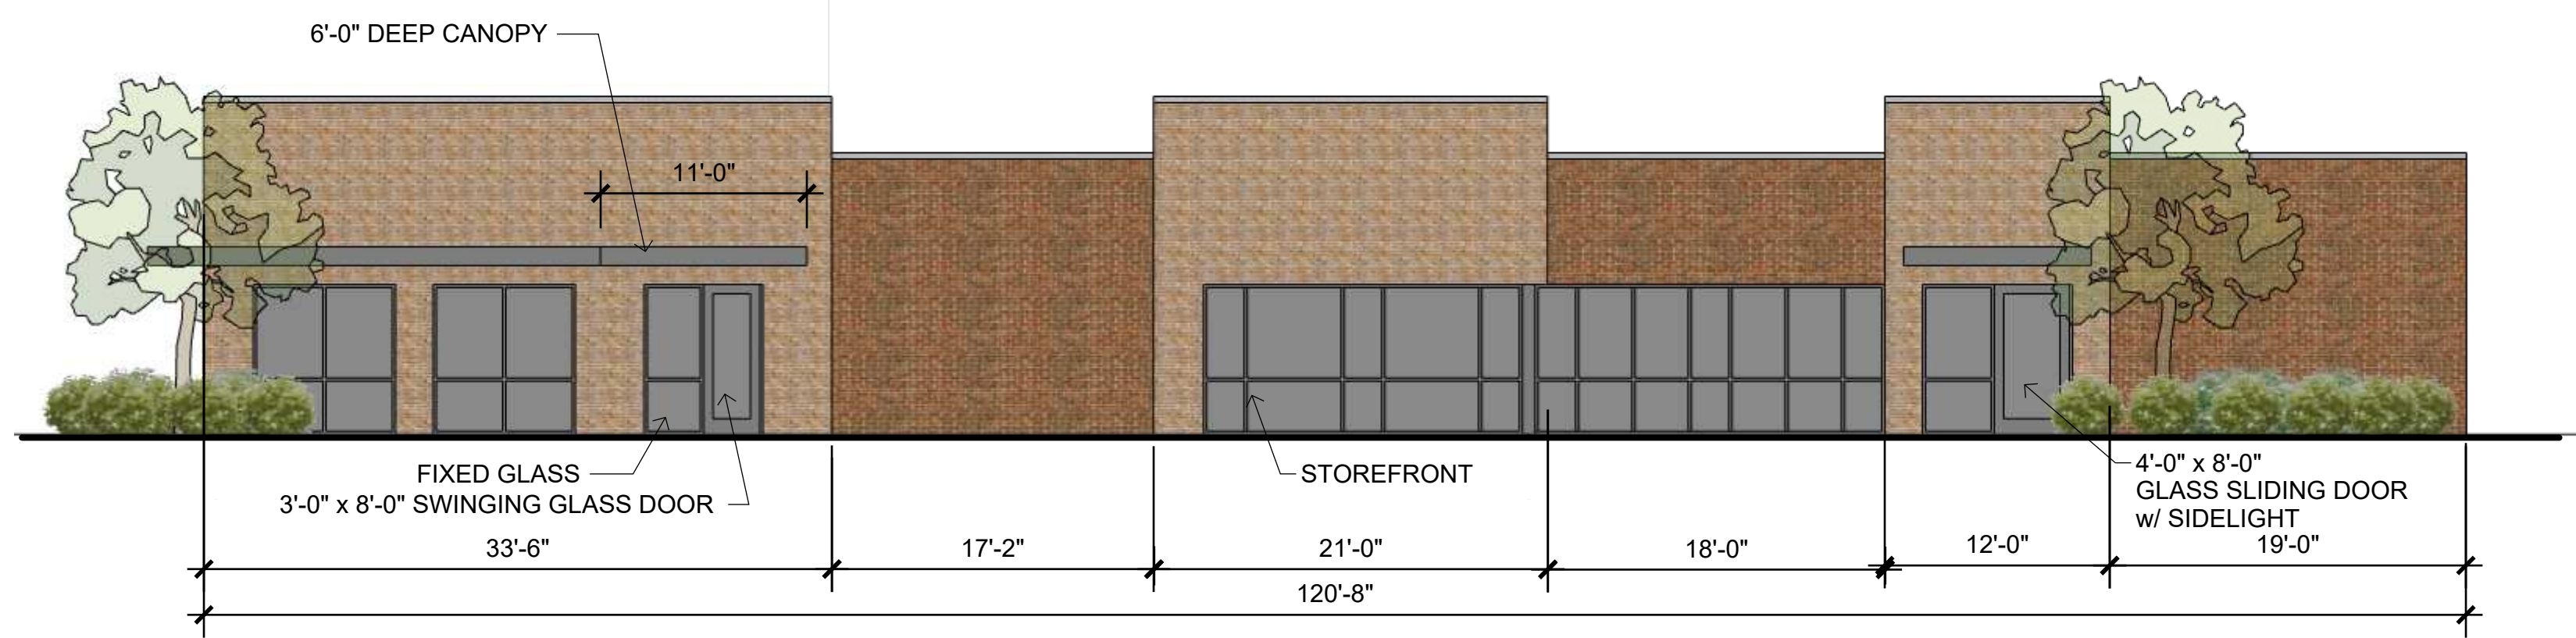 6'-0" DEEP CANOPY
11'-0"
FIXED GLASS
3'-0" x 8'-0" SWINGING GLASS DOOR
STOREFRONT
4'-0" x 8'-0"
GLASS SLIDING DOOR
w/ SIDELIGHT
33'-6"
17'-2"
21'-0"
18'-0"
12'-0"
19'-0"
120'-8"